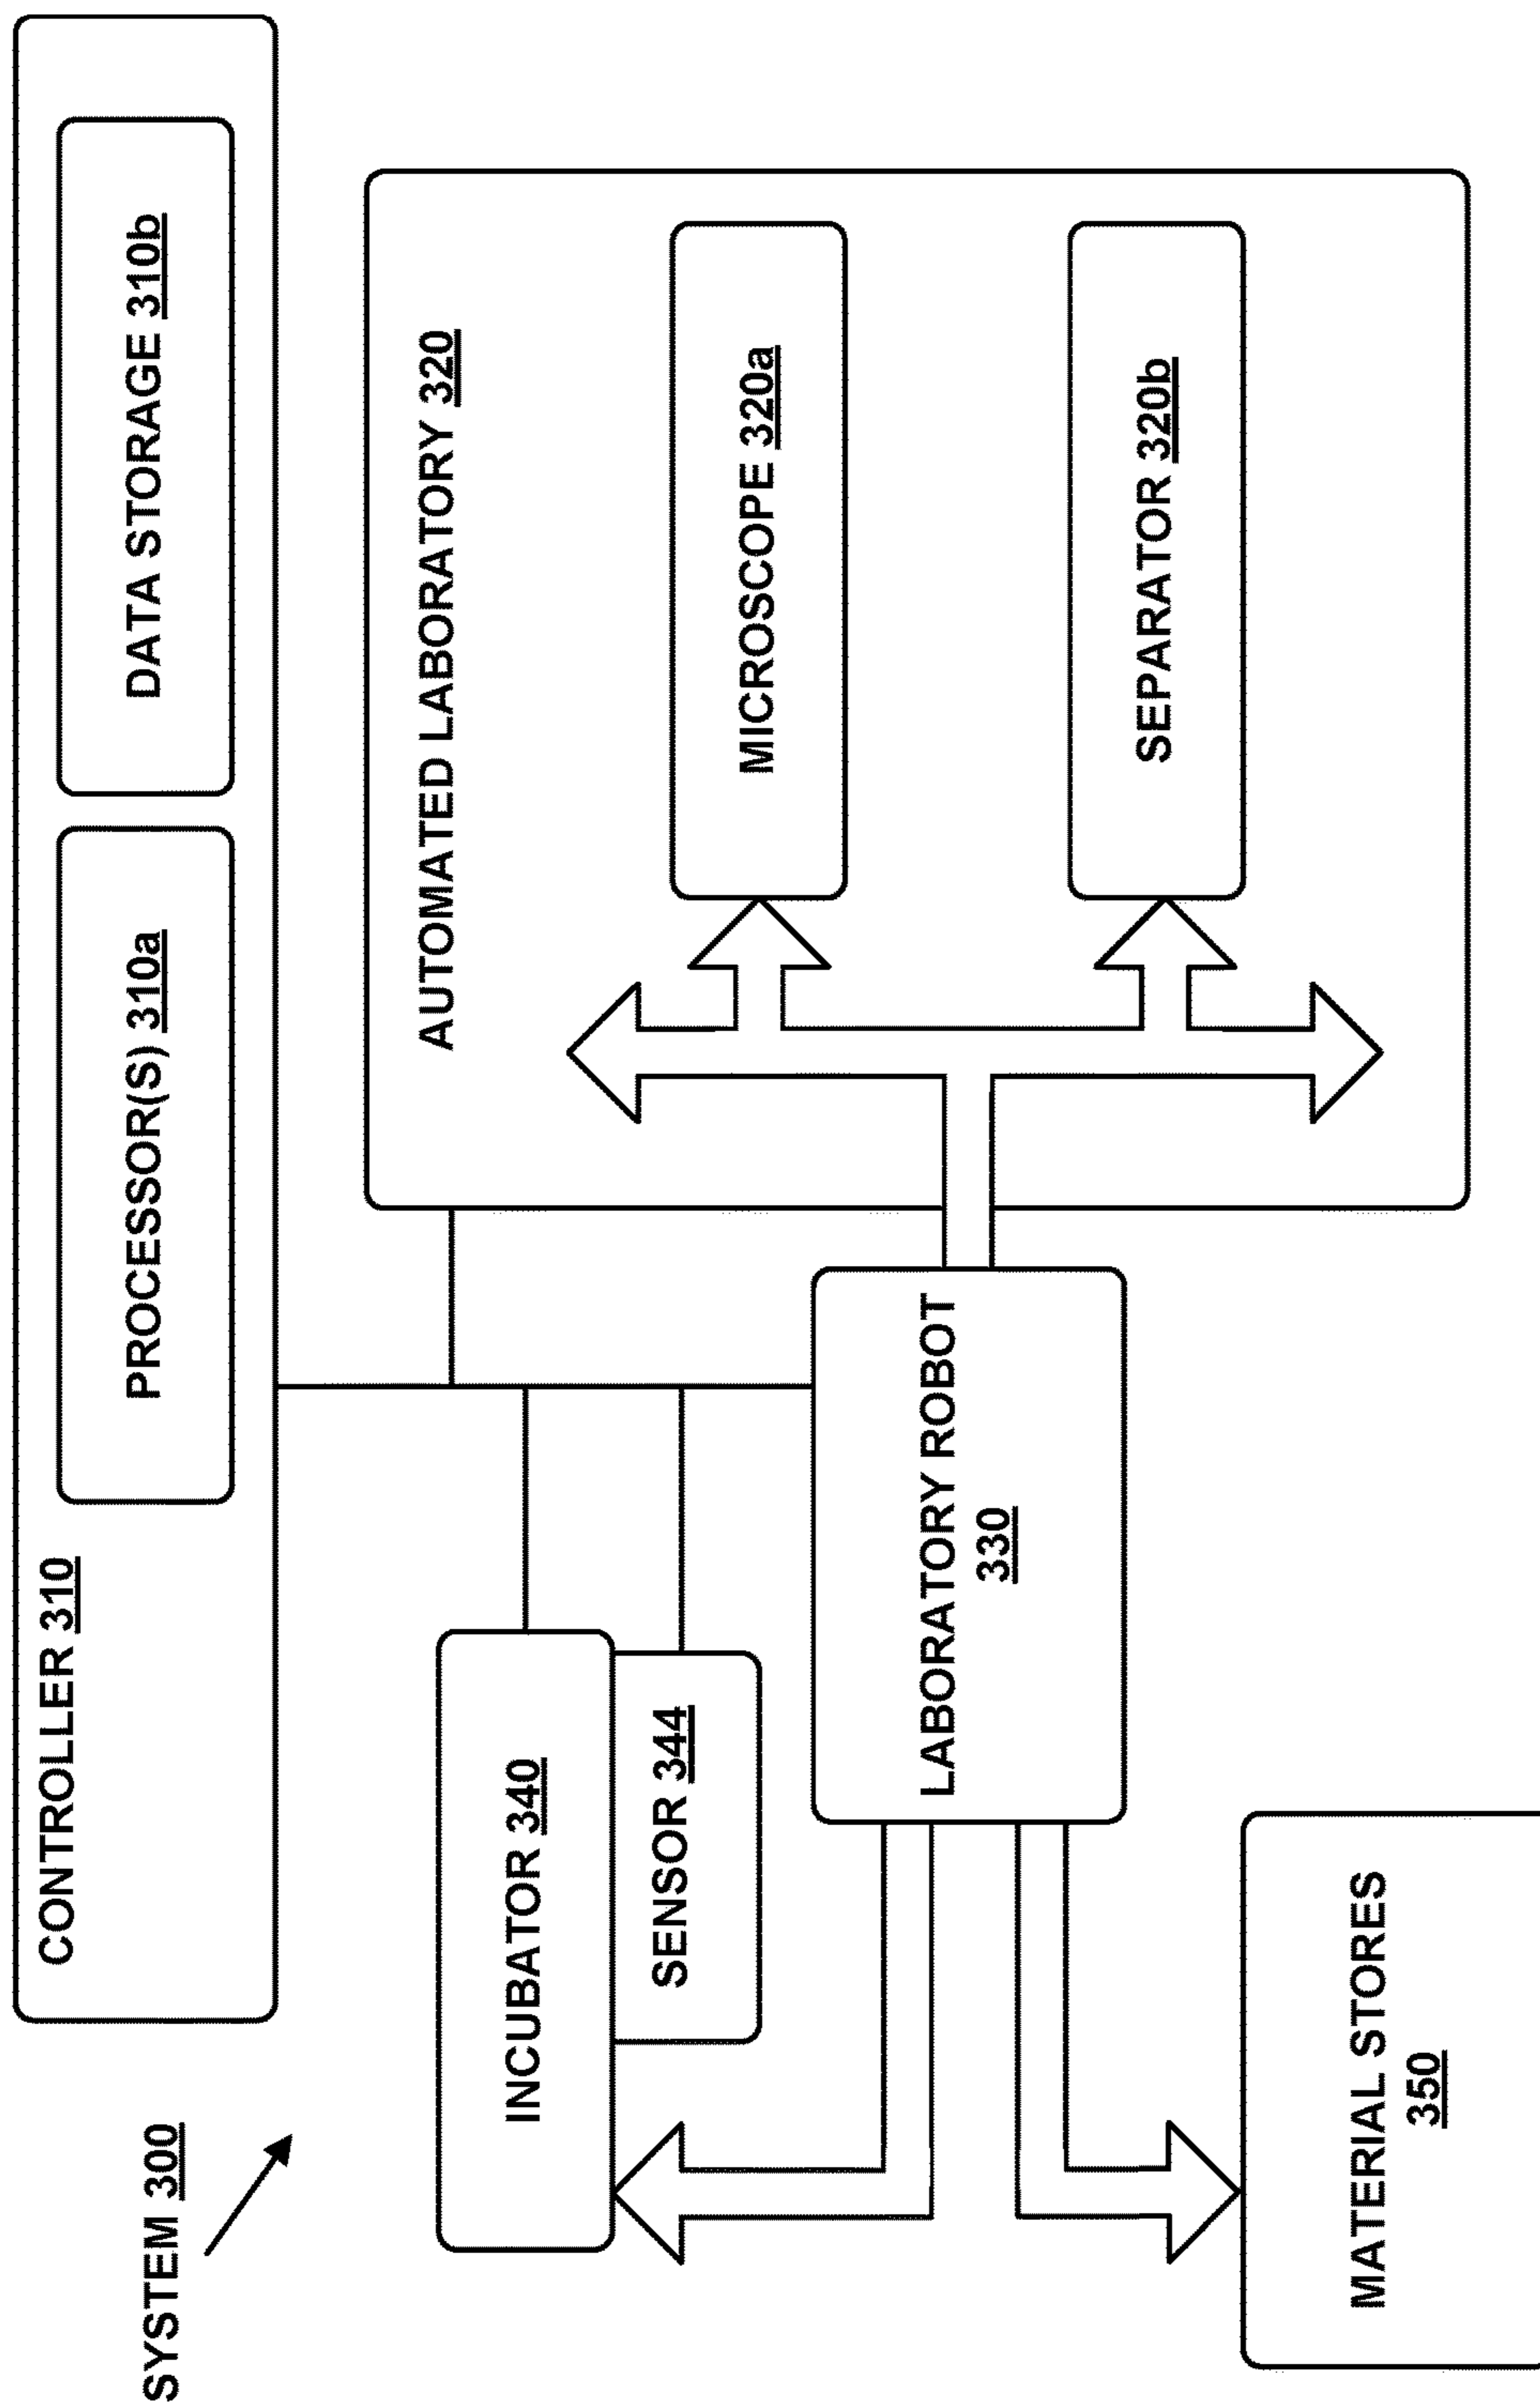 SYSTEM 300
CONTROLLER 310
PROCESSOR(S) 310a
DATA STORAGE 310b
INCUBATOR 340
SENSOR 344
AUTOMATED LABORATORY 320
MICROSCOPE 320a
SEPARATOR 320b
LABORATORY ROBOT
330
MATERIAL STORES
350